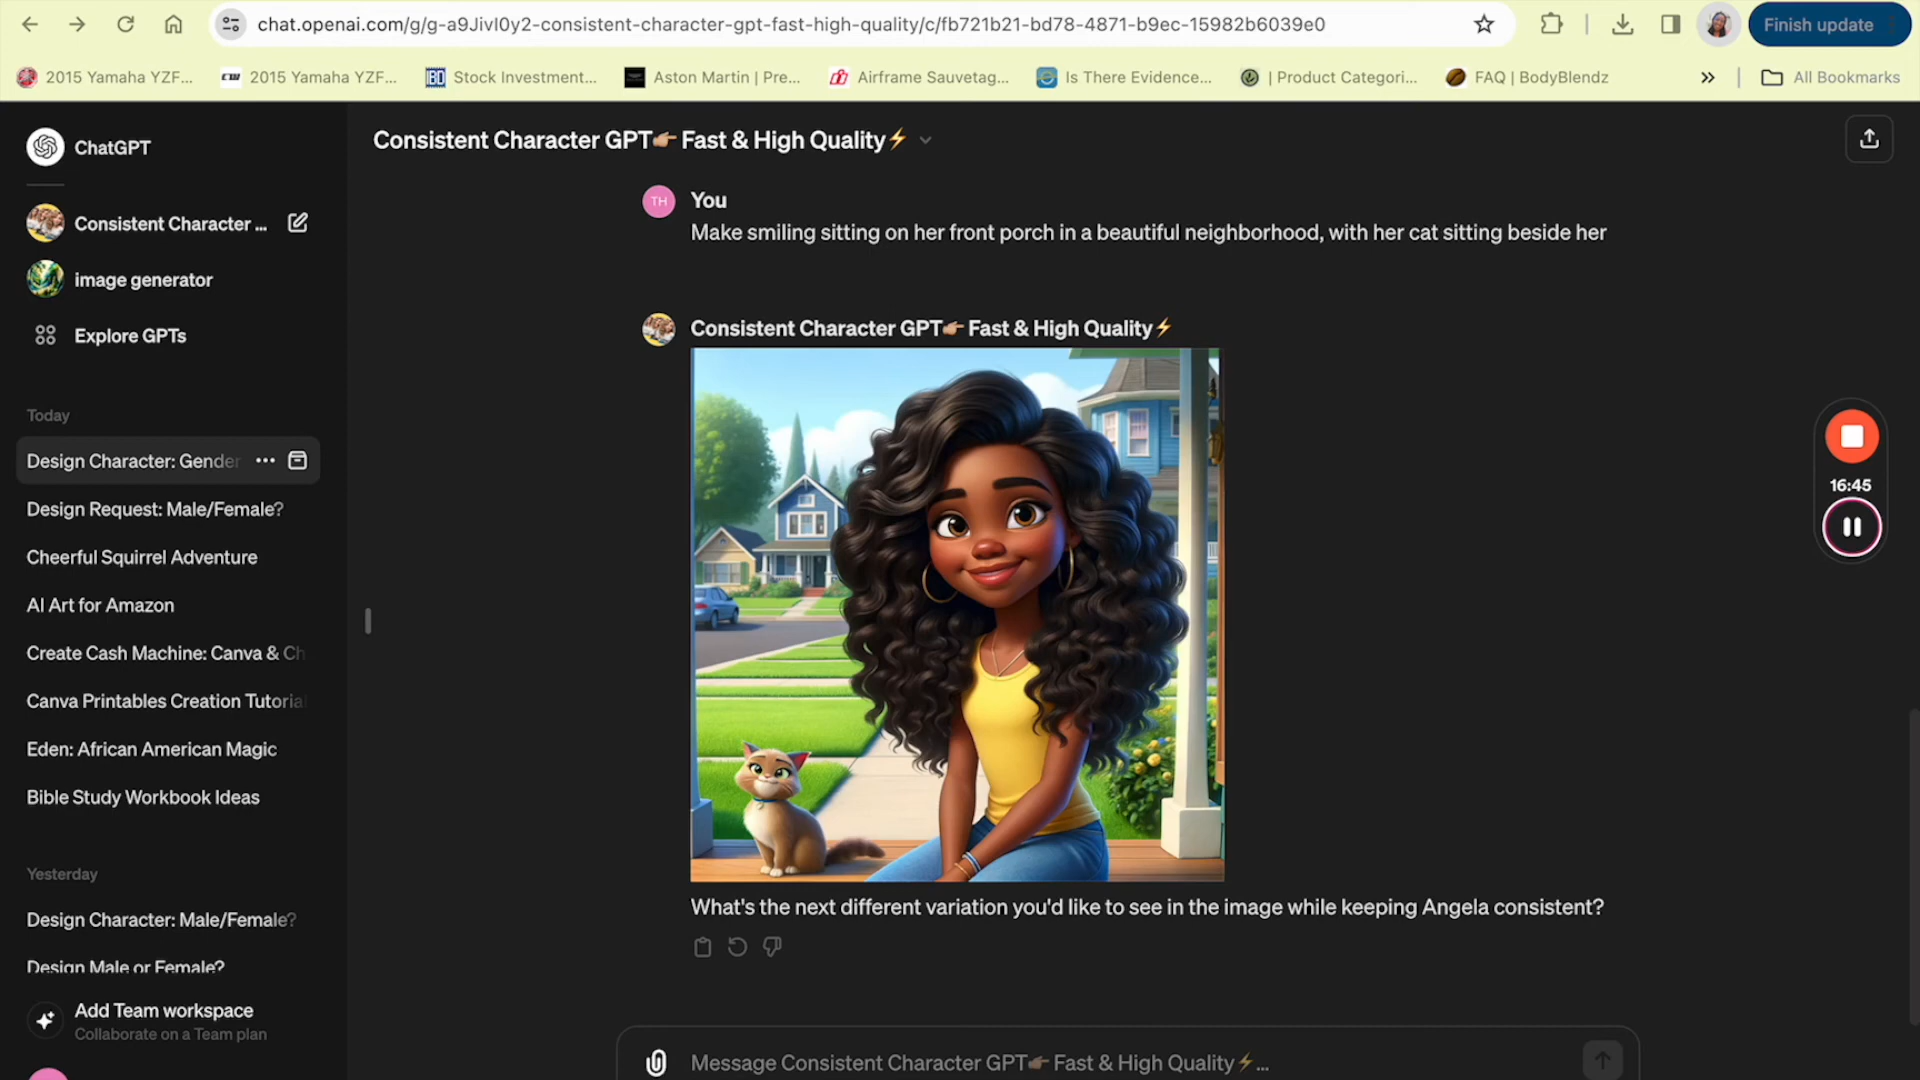 chat.openai.com/g/g-a9JivI0y2-consistent-character-gpt-fast-high-quality/c/fb721b21-bd78-4871-b9ec-15982b6039e0
Finish update
2015 Yamaha YZF...
CW
2015 Yamaha YZF...
Stock Investment...
Aston Martin | Pre...
Airframe Sauvetag...
Is There Evidence...
| Product Categori...
FAQ | BodyBlendz
All Bookmarks
ChatGPT
Consistent Character ...
image generator
Explore GPTs
Today
Design Character: Gender
Design Request: Male/Female?
Cheerful Squirrel Adventure
AI Art for Amazon
Create Cash Machine: Canva & Ch
Canva Printables Creation Tutorial
Eden: African American Magic
Bible Study Workbook Ideas
Yesterday
Design Character: Male/Female?
Design Male or Female?
Add Team workspace
Collaborate on a Team plan
Consistent Character GPT👉🏽 Fast & High Quality⚡
TH
You
Make smiling sitting on her front porch in a beautiful neighborhood, with her cat sitting beside her
Consistent Character GPT👉🏽 Fast & High Quality⚡
What's the next different variation you'd like to see in the image while keeping Angela consistent?
Message Consistent Character GPT👉🏽 Fast & High Quality⚡...
16:45